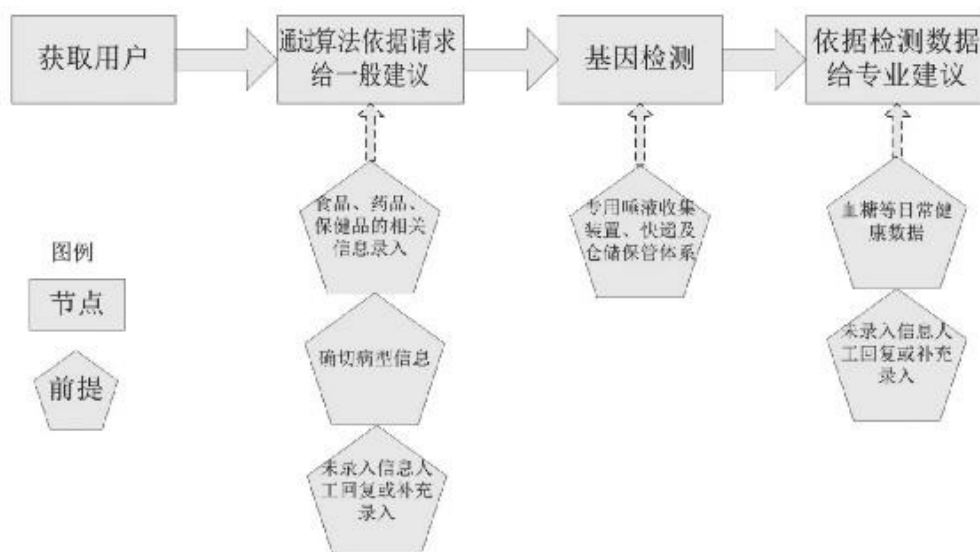 获取用户
通过算法依据请求
给一般建议
基因检测
依据检测数据
给专业建议
食品、药品、
保健品的相关
信息录入
专用唾液收集
装置、快递及
仓储保管体系
血糖等日常健
康数据
图例
节点
前提
确切病型信息
未录入信息人
工回复或补充
录入
未录入信息人
工回复或补充
录入